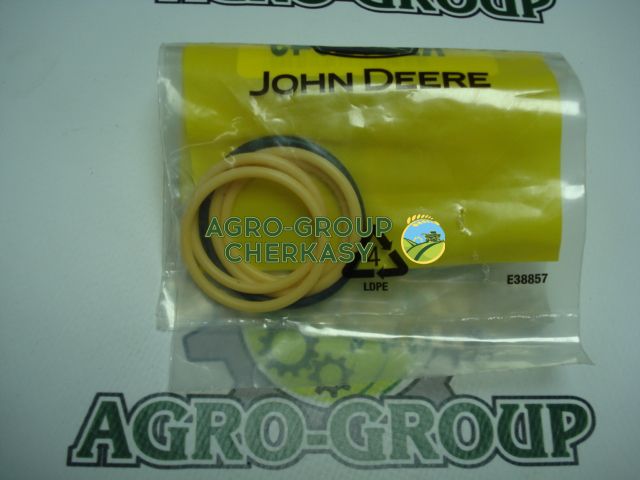 AGRO-GROUP
JOHN DEERE
AGRO-GROUP
CHERKASY
4
LDPE
E38857
AGRO-GROUP